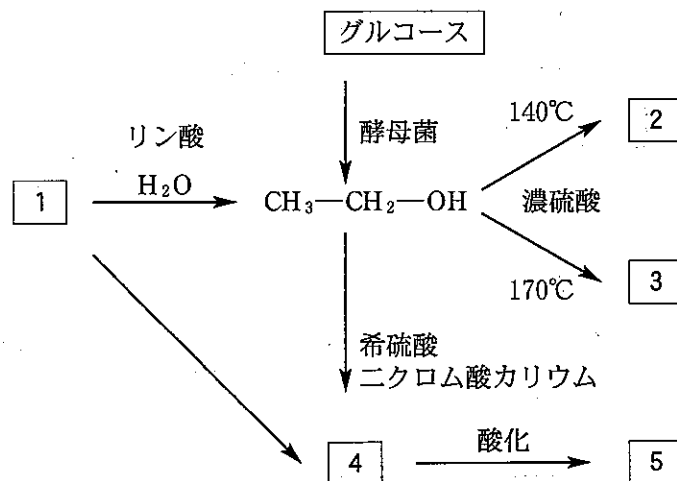 グルコース
酵母菌
リン酸
H₂O
1
CH₃—CH₂—OH
140℃
2
濃硫酸
170℃
3
希硫酸
二クロム酸カリウム
4
酸化
5